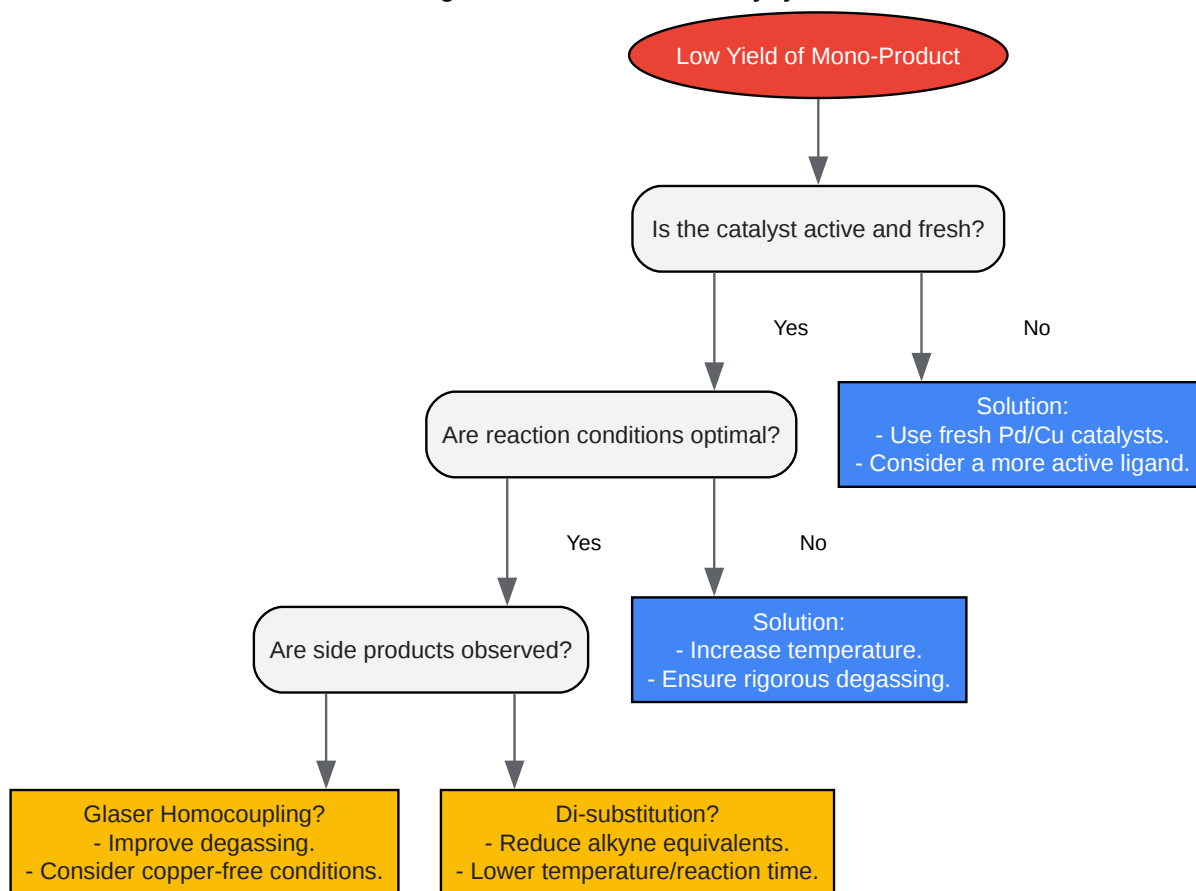 Low Yield of Mono-Product
Is the catalyst active and fresh?
Yes
No
Are reaction conditions optimal?
Solution:
- Use fresh Pd/Cu catalysts.
- Consider a more active ligand.
Yes
No
Are side products observed?
Solution:
- Increase temperature.
- Ensure rigorous degassing.
Glaser Homocoupling?
- Improve degassing.
- Consider copper-free conditions.
Di-substitution?
- Reduce alkyne equivalents.
- Lower temperature/reaction time.